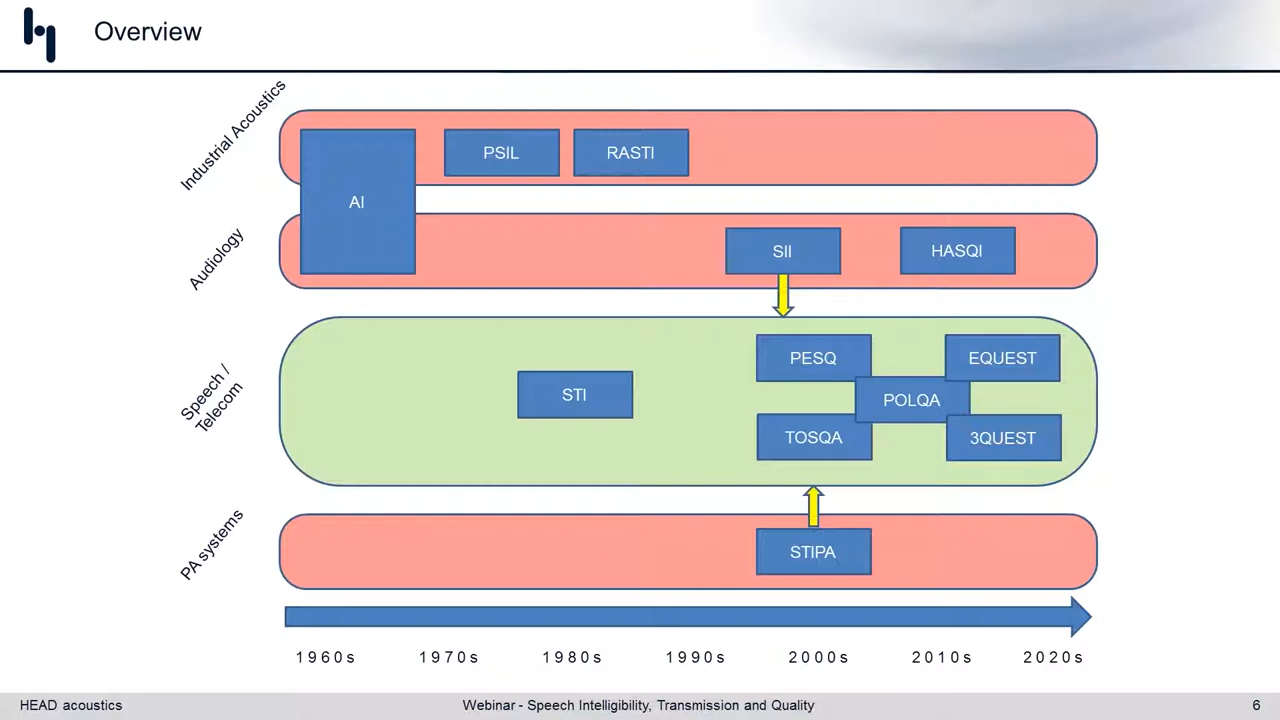 Overview
Industrial Acoustics
AI
PSIL
RASTI
Audiology
SII
HASQI
Speech /
Telecom
STI
PESQ
EQUEST
POLQA
TOSQA
3QUEST
PA systems
STIPA
1960s 1970s 1980s 1990s 2000s 2010s 2020s
HEAD acoustics
Webinar - Speech Intelligibility, Transmission and Quality
6